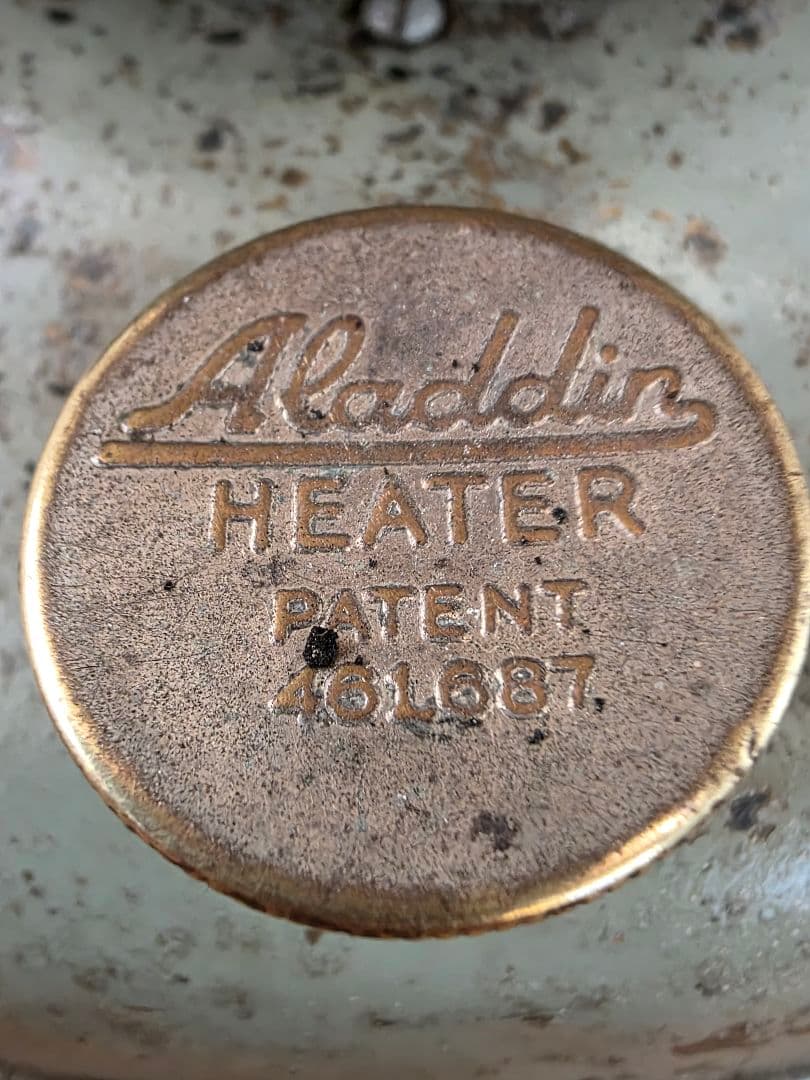 Aladdin
HEATER
PATENT
461687